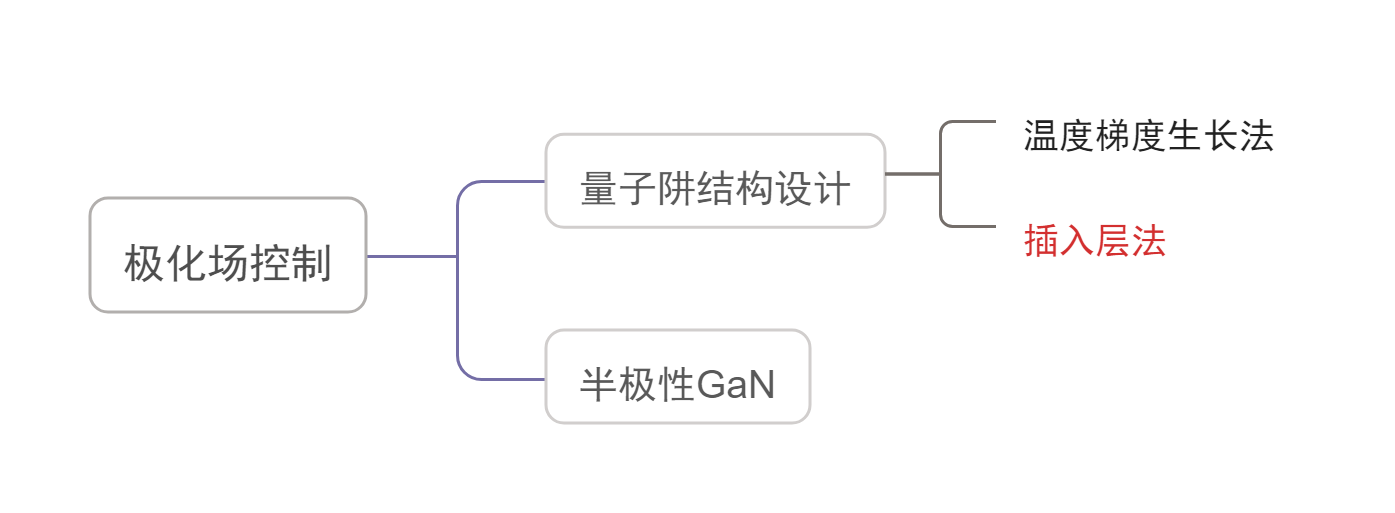 极化场控制
量子阱结构设计
温度梯度生长法
插入层法
半极性GaN